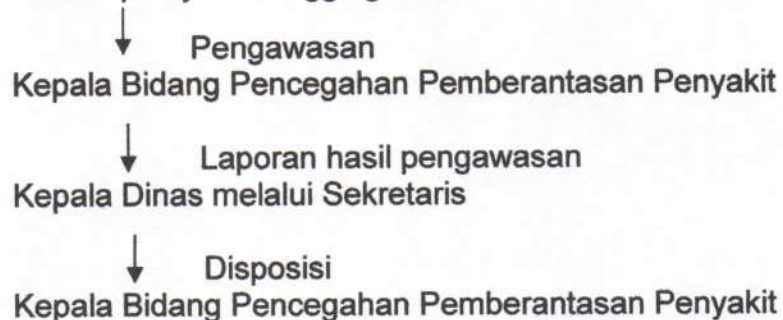 Pengawasan
Kepala Bidang Pencegahan Pemberantasan Penyakit
Laporan hasil pengawasan
Kepala Dinas melalui Sekretaris
Disposisi
Kepala Bidang Pencegahan Pemberantasan Penyakit